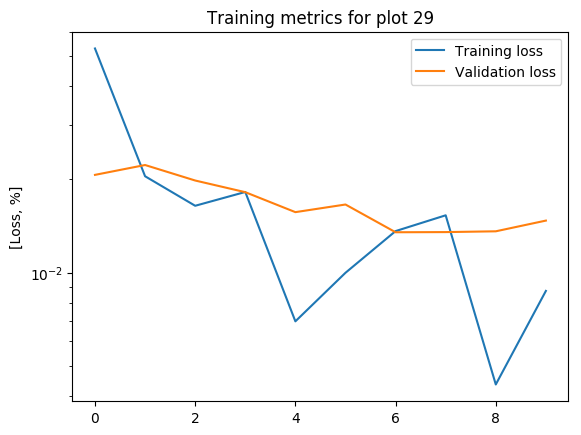 Training metrics for plot 29
Training loss
Validation loss
[Loss, %]
10⁻²
0 2 4 6 8